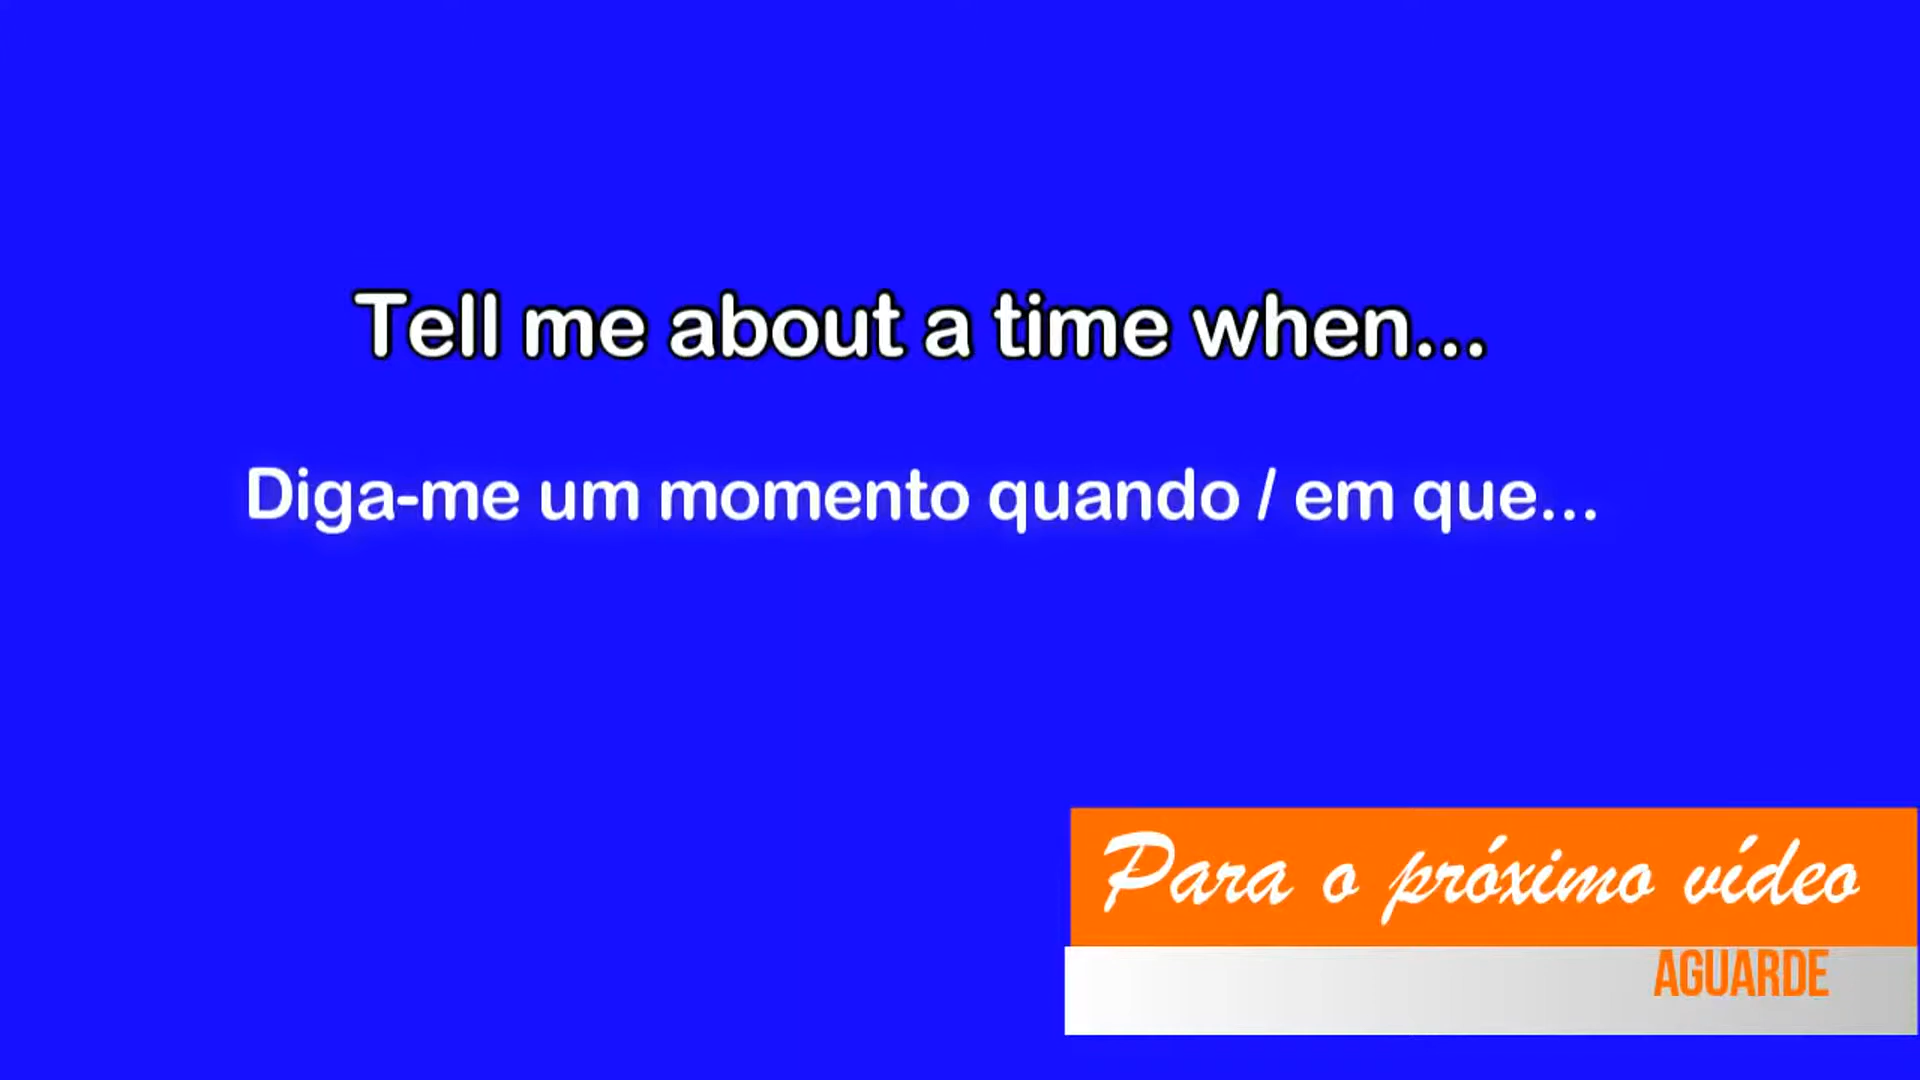 Tell me about a time when...
Diga-me um momento quando / em que...
Para o próximo vídeo
AGUARDE